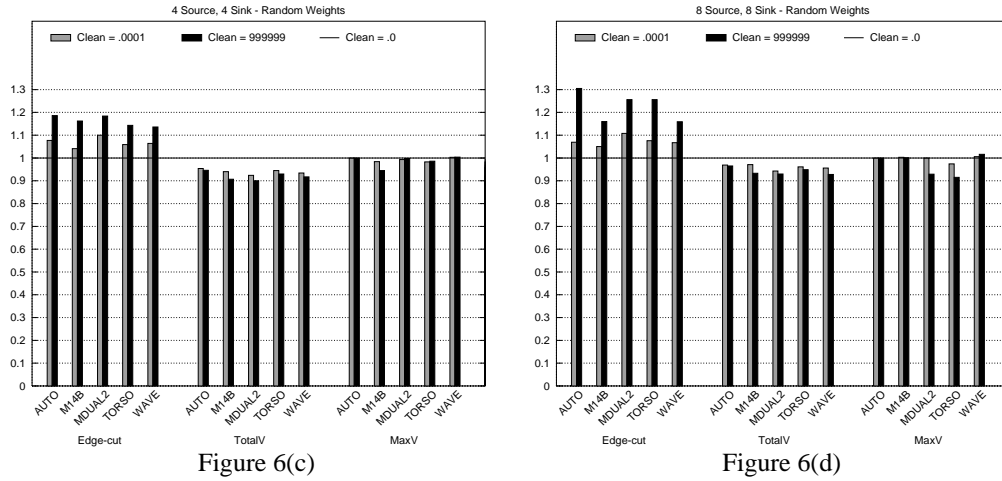 4 Source, 4 Sink - Random Weights
Clean = .0001 Clean = 999999 Clean = .0
1.3
1.2
1.1
1
0.9
0.8
0.7
0.6
0.5
0.4
0.3
0.2
0.1
0
AUTO M14B MDUAL2 TORSO WAVE AUTO M14B MDUAL2 TORSO WAVE AUTO M14B MDUAL2 TORSO WAVE
Edge-cut TotalV MaxV
Figure 6(c)
8 Source, 8 Sink - Random Weights
Clean = .0001 Clean = 999999 Clean = .0
1.3
1.2
1.1
1
0.9
0.8
0.7
0.6
0.5
0.4
0.3
0.2
0.1
0
AUTO M14B MDUAL2 TORSO WAVE AUTO M14B MDUAL2 TORSO WAVE AUTO M14B MDUAL2 TORSO WAVE
Edge-cut TotalV MaxV
Figure 6(d)